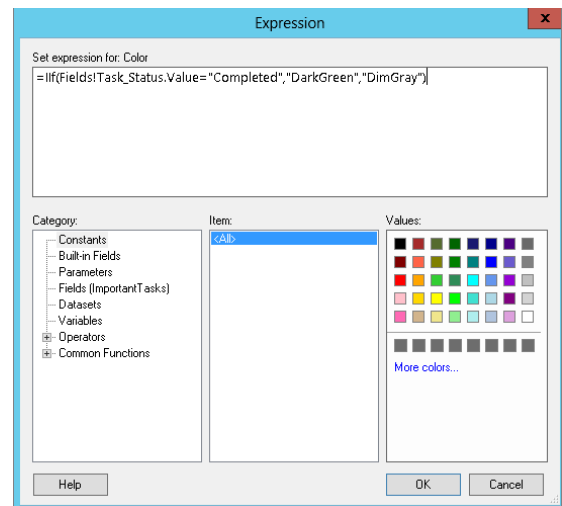 Expression
x
Set expression for: Color
=IIf(Fields!Task_Status.Value="Completed","DarkGreen","DimGray")
Category:
Item:
Values:
Constants
Built-in Fields
Parameters
Fields (ImportantTasks)
Datasets
Variables
Operators
Common Functions
<All>
More colors...
Help
OK
Cancel